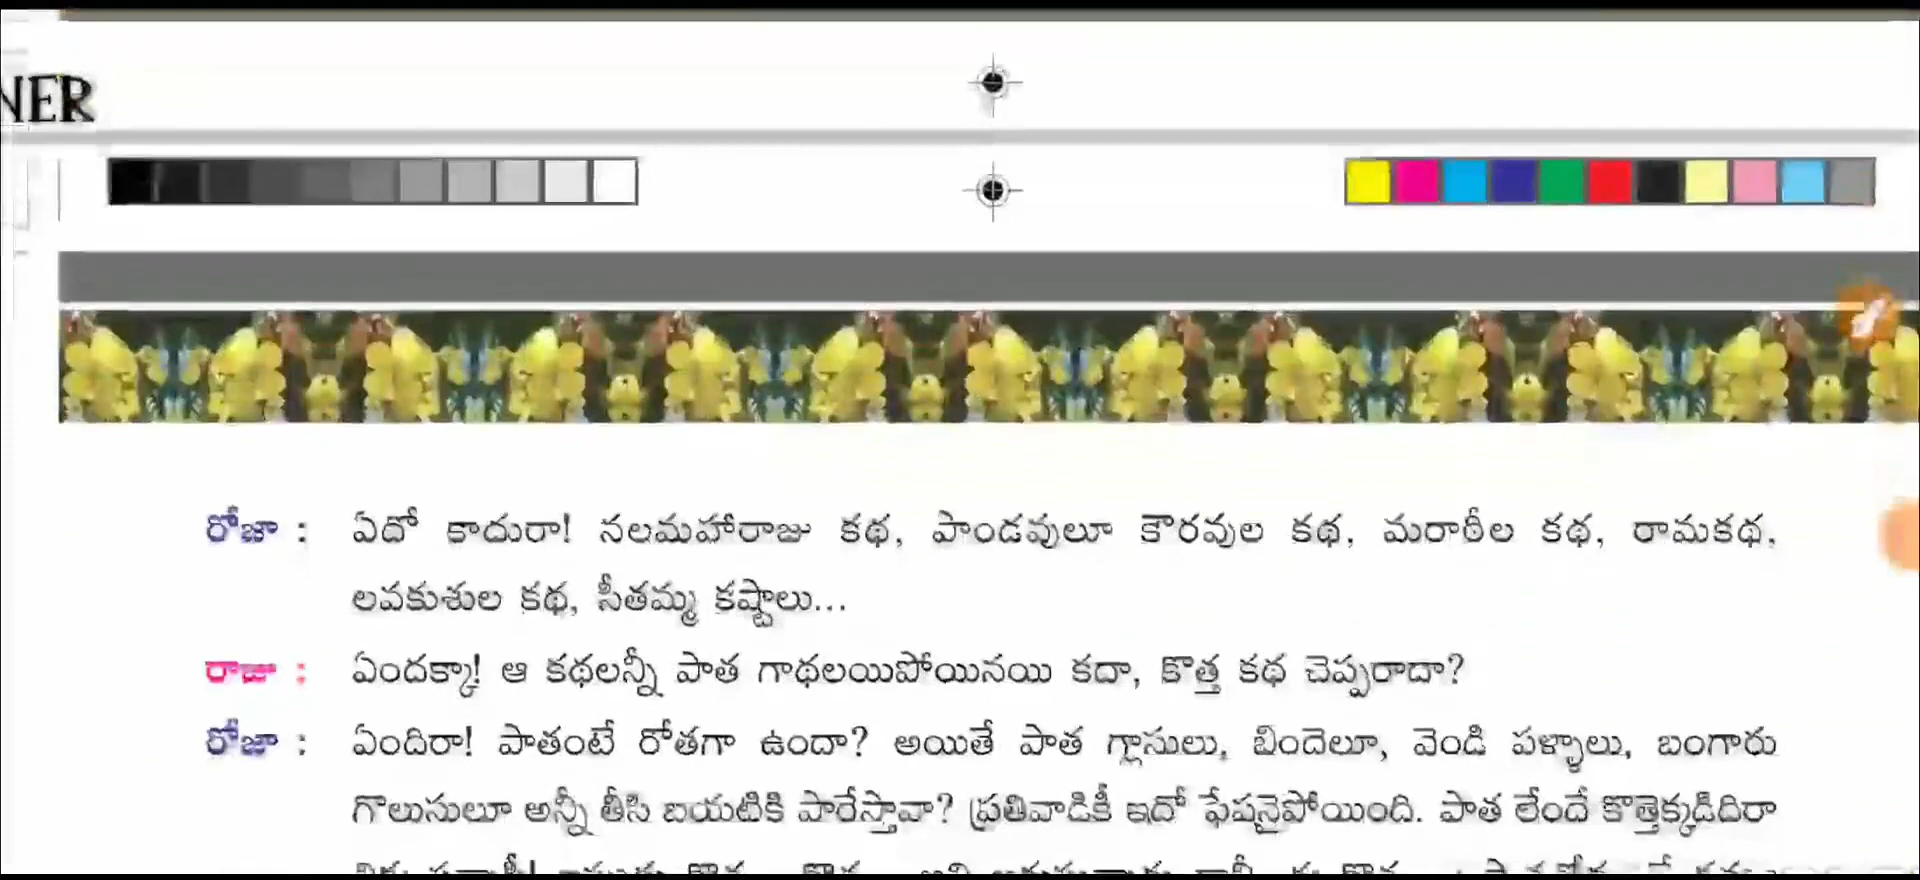 NER
రోజా : ఏదో కాదురా! నలమహారాజు కథ, పాండవులూ కౌరవుల కథ, మరాఠీల కథ, రామకథ,
లవకుశుల కథ, సీతమ్మ కష్టాలు...
రాజు : ఏందక్కా! ఆ కథలన్నీ పాత గాథలయిపోయినయి కదా, కొత్త కథ చెప్పరాదా?
రోజా : ఏందిరా! పాతంటే రోతగా ఉందా? అయితే పాత గ్లాసులు, బిందెలూ, వెండి పళ్ళాలు, బంగారు
గొలుసులూ అన్నీ తీసి బయటికి పారేస్తావా? ప్రతివాడికీ ఇదో ఫేషనైపోయింది. పాత లేందే కొత్తెక్కడిదిరా